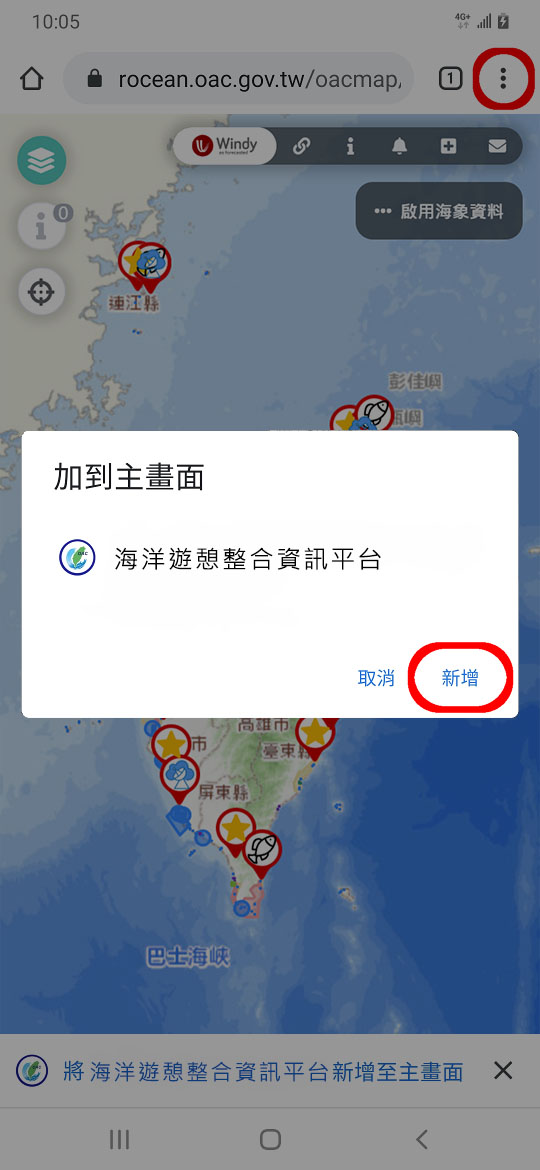 10:05
4G+
rocean.oac.gov.tw/oacmap/
1
Windy
as forecasted
0
啟用海象資料
連江縣
彭佳嶼
加到主畫面
海洋遊憩整合資訊平台
取消
新增
高雄市
市
臺東縣
屏東縣
巴士海峽
將海洋遊憩整合資訊平台新增至主畫面